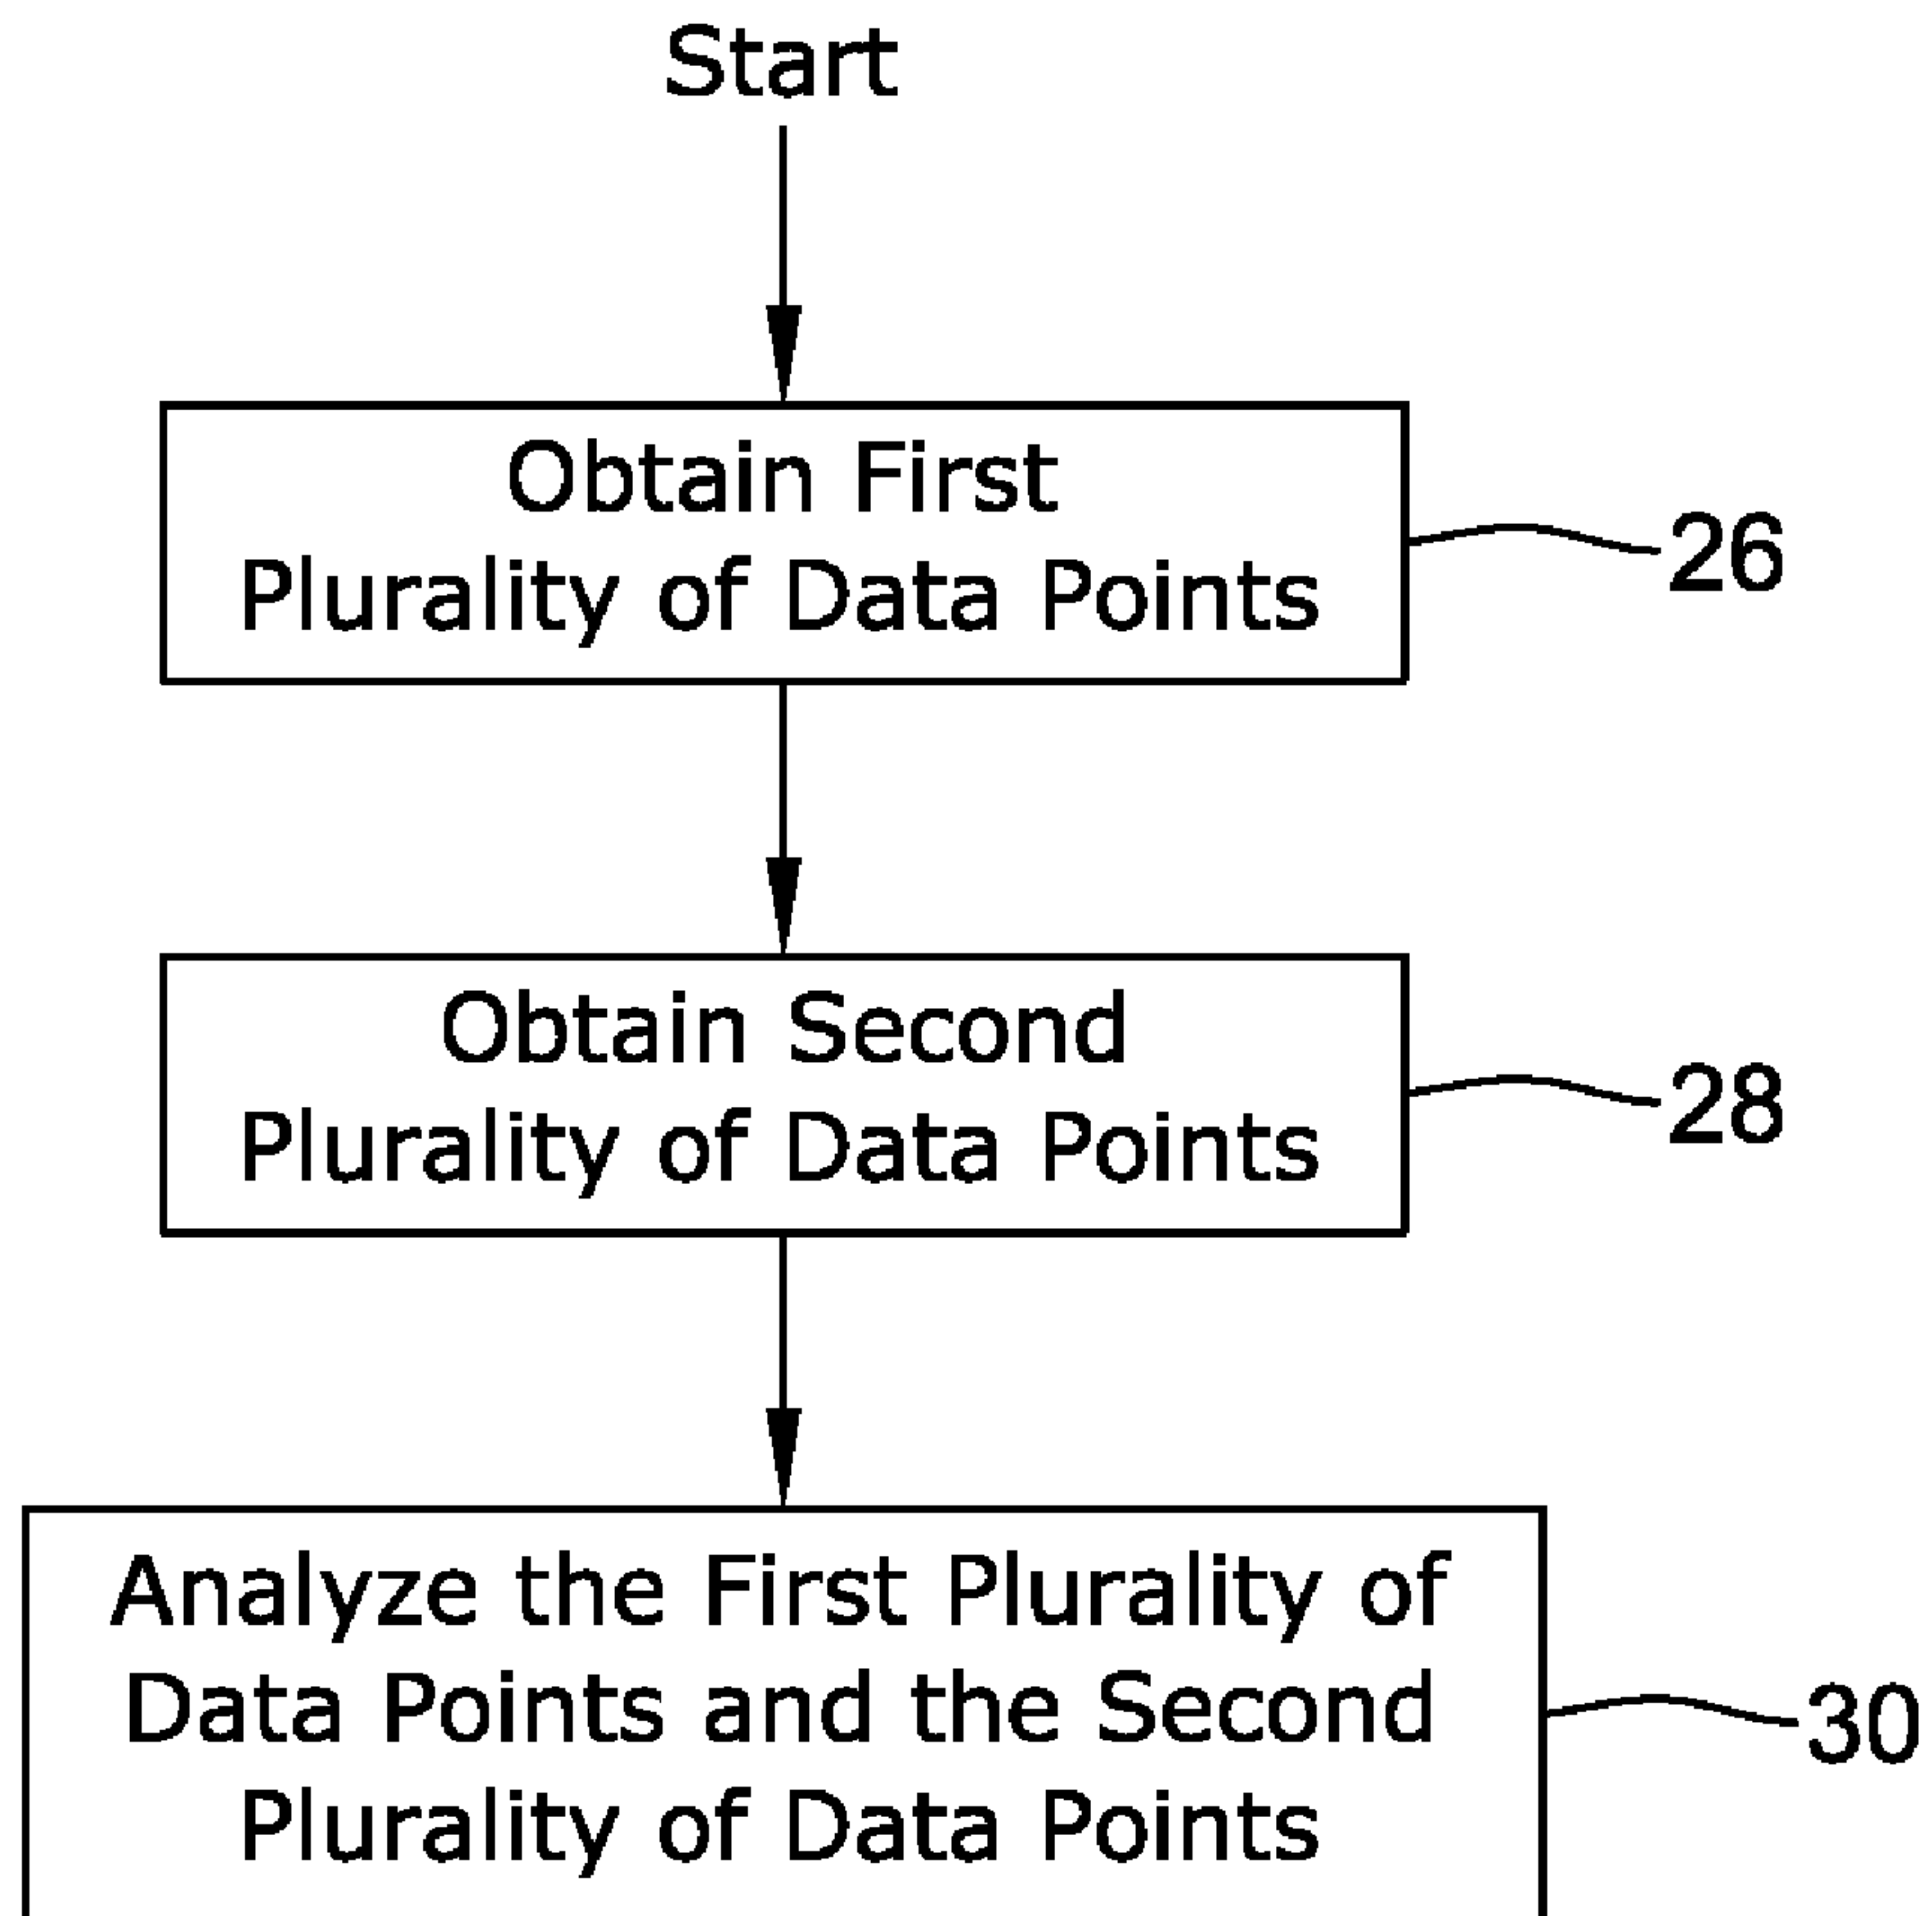 Start
Obtain First
Plurality of Data Points
26
Obtain Second
Plurality of Data Points
28
Analyze the First Plurality of
Data Points and the Second
Plurality of Data Points
30